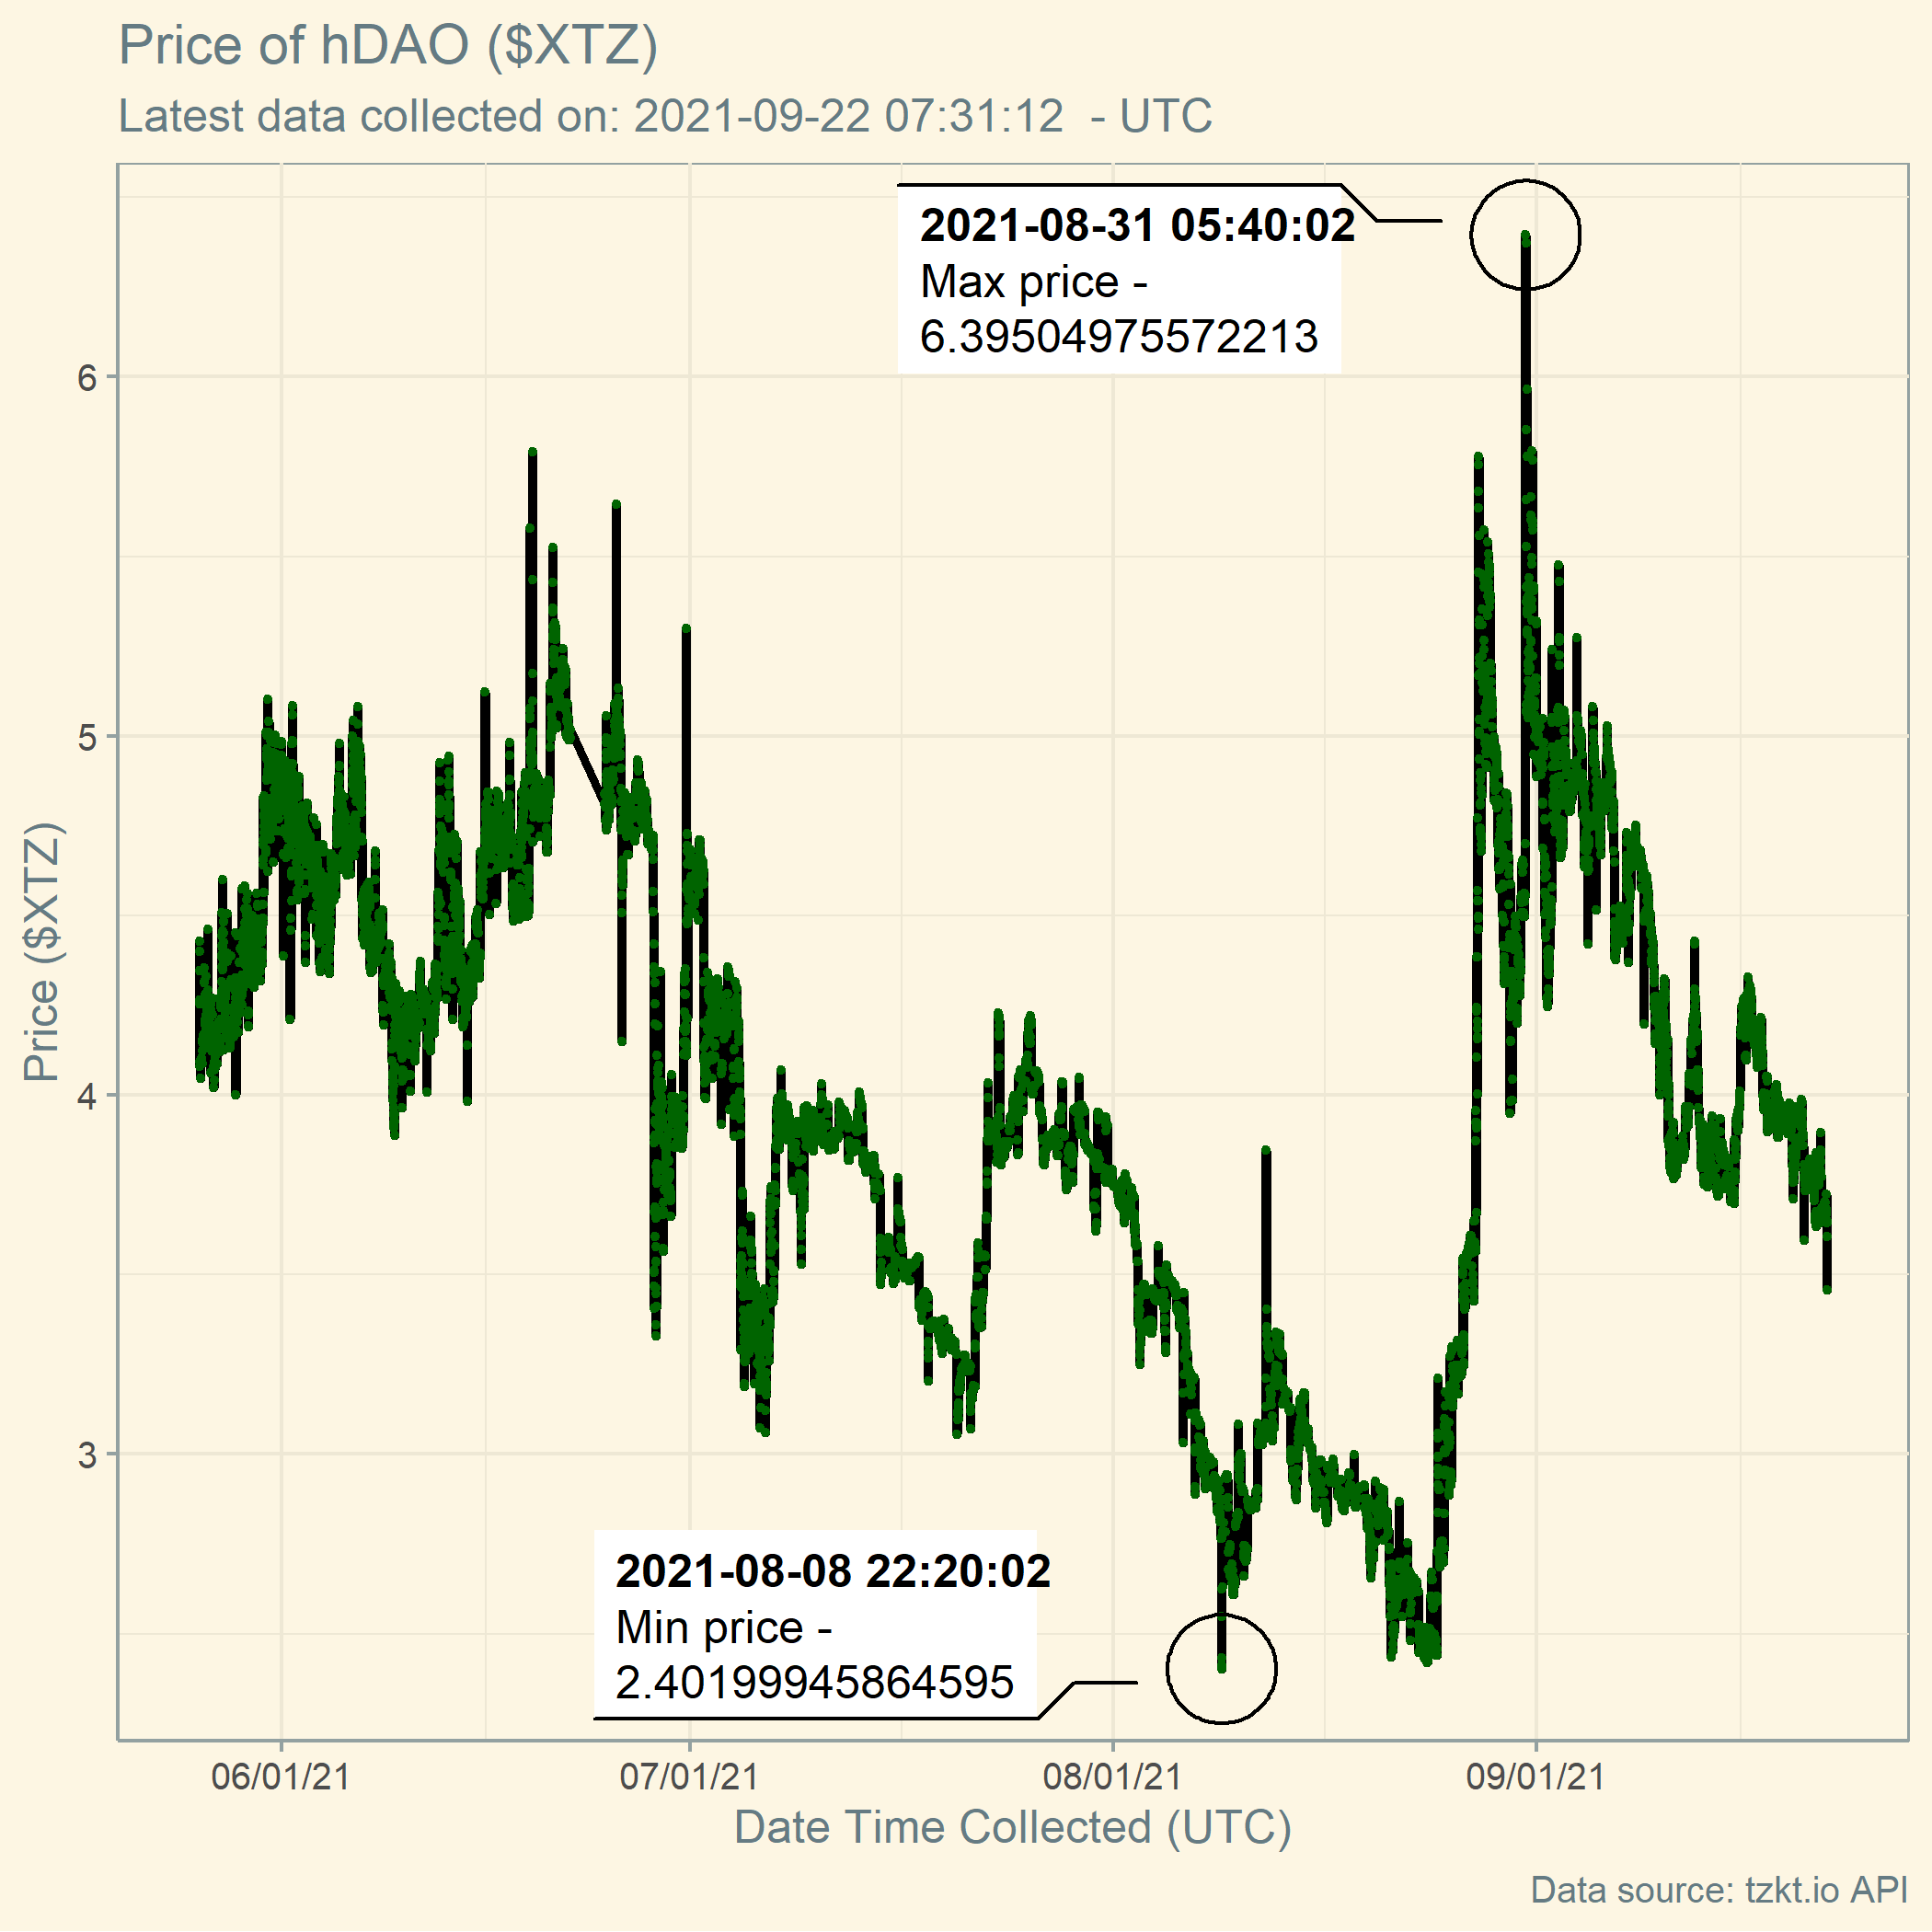 Price of hDAO ($XTZ)
Latest data collected on: 2021-09-22 07:31:12  - UTC
2021-08-31 05:40:02
Max price -
6.39504975572213
6
5
4
3
Price ($XTZ)
2021-08-08 22:20:02
Min price -
2.40199945864595
06/01/21
07/01/21
08/01/21
09/01/21
Date Time Collected (UTC)
Data source: tzkt.io API